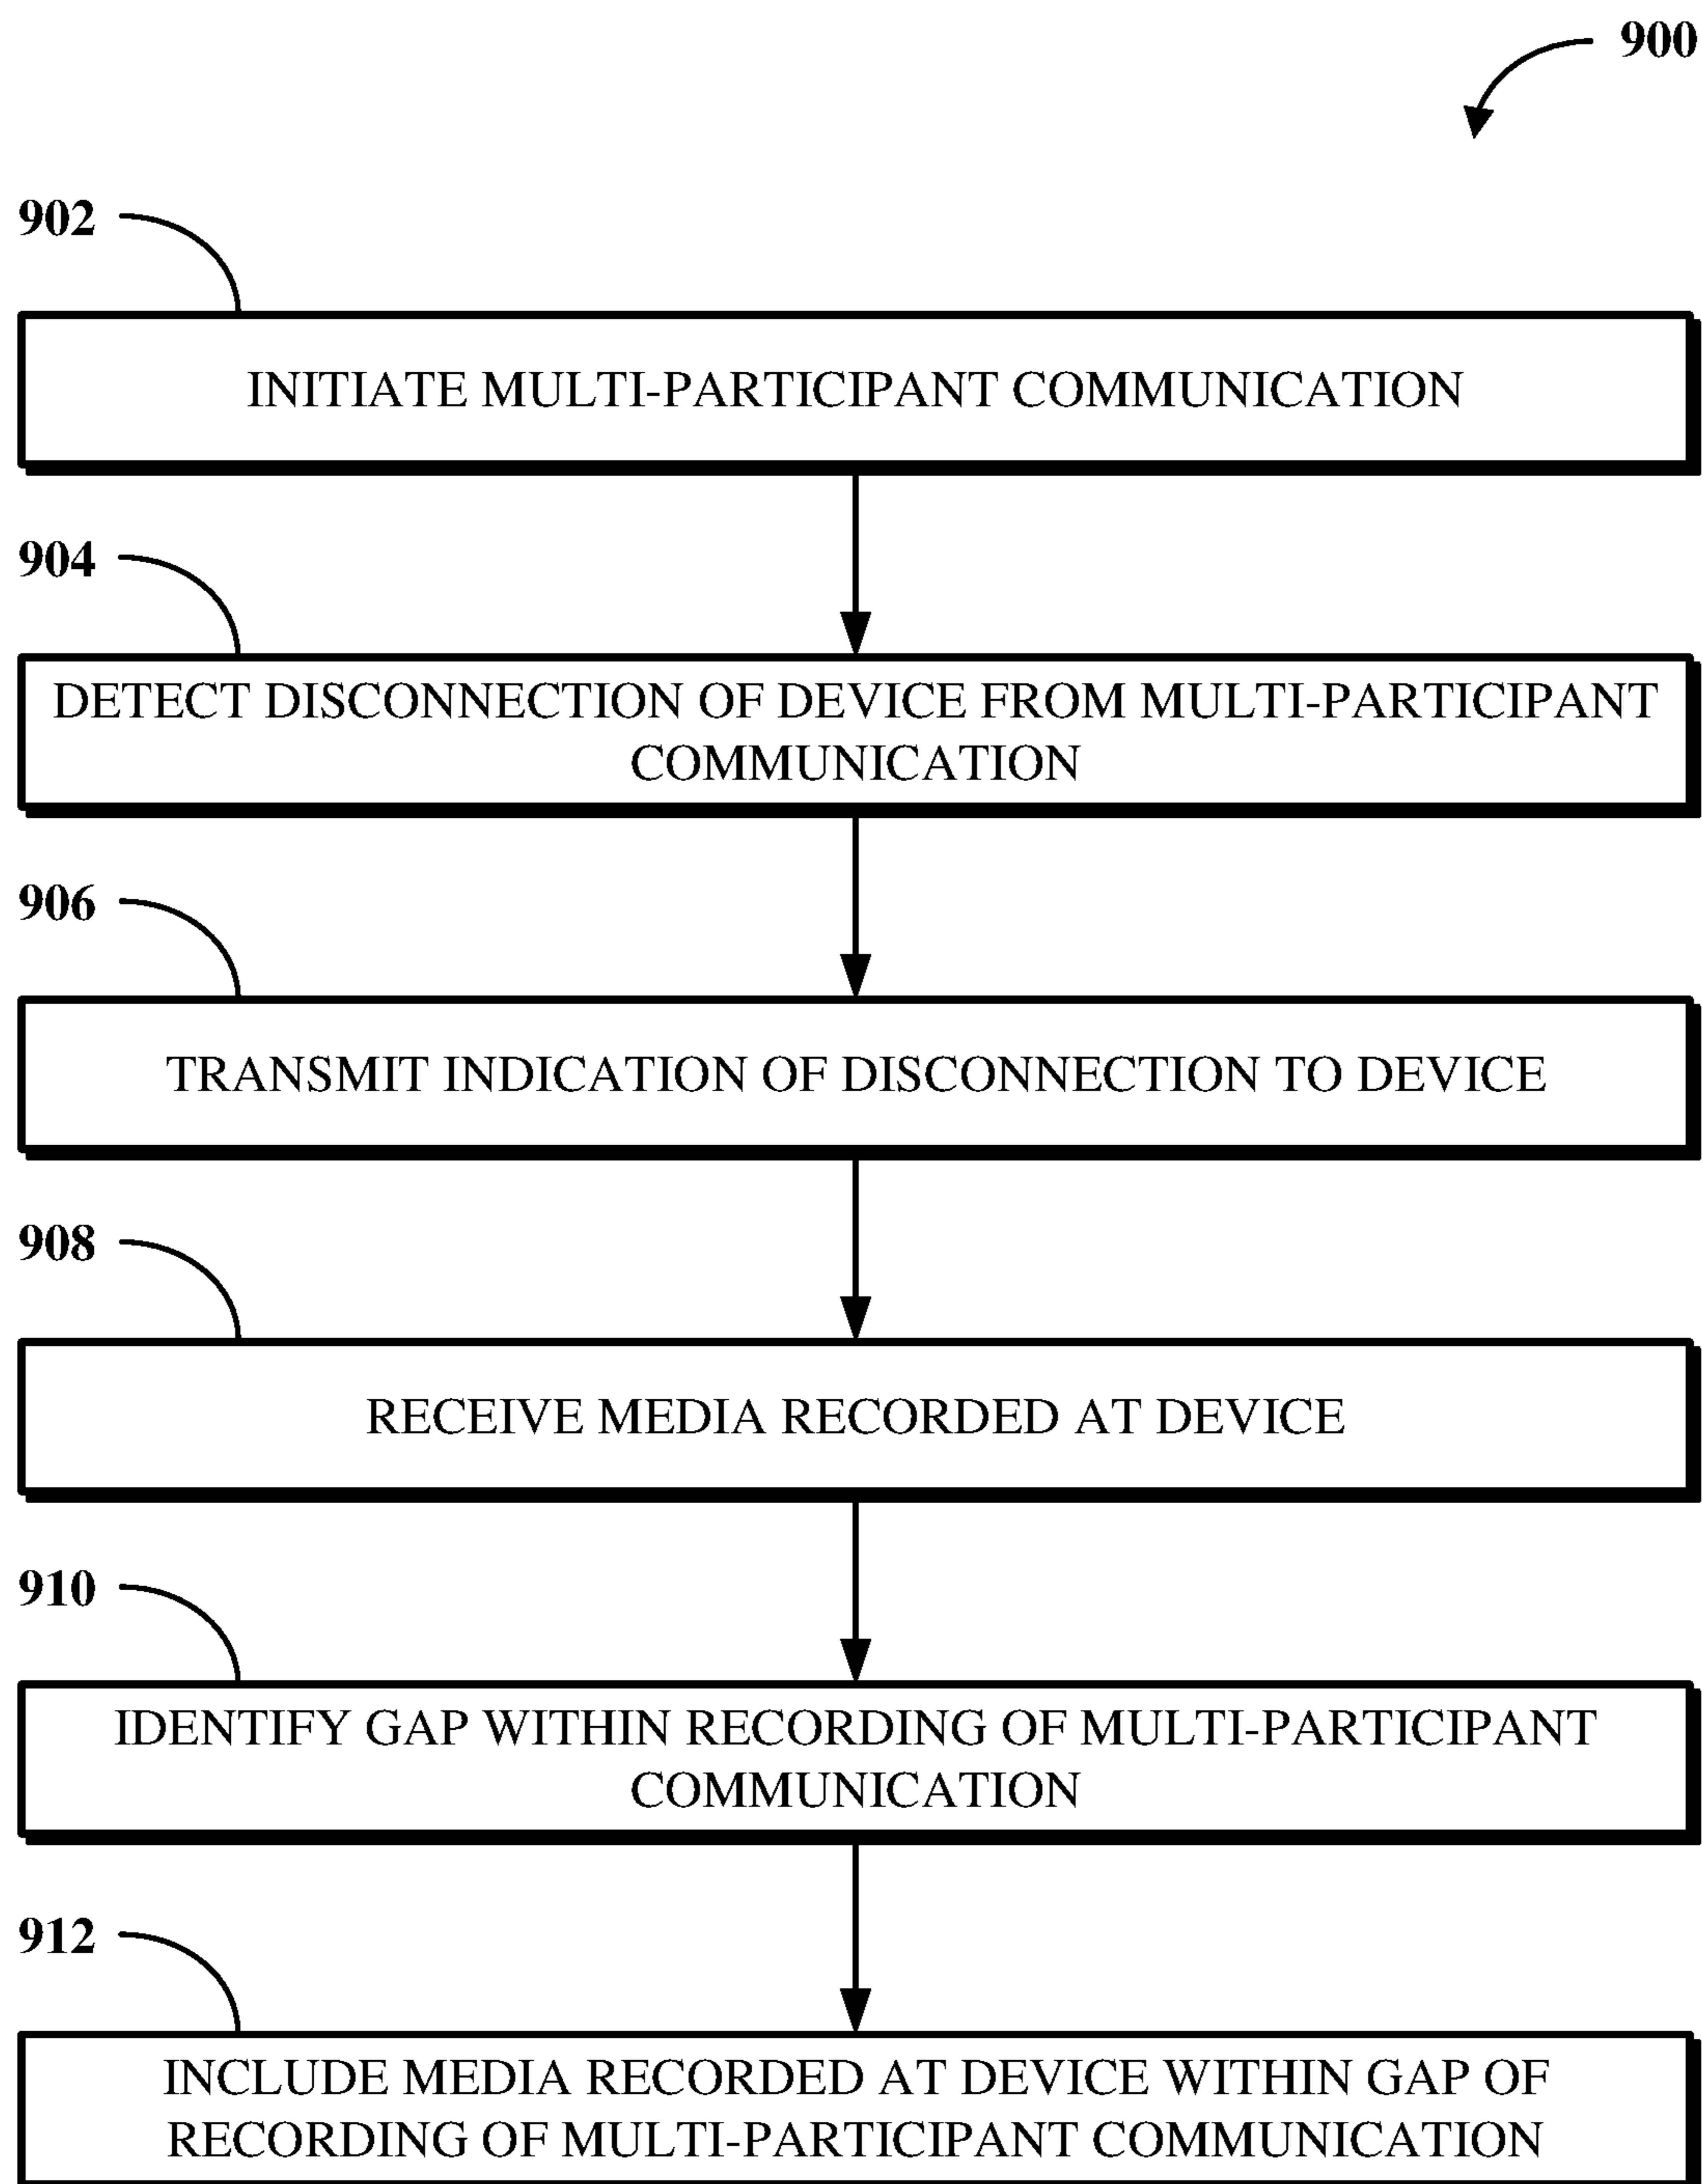 900
902
INITIATE MULTI-PARTICIPANT COMMUNICATION
904
DETECT DISCONNECTION OF DEVICE FROM MULTI-PARTICIPANT
COMMUNICATION
906
TRANSMIT INDICATION OF DISCONNECTION TO DEVICE
908
RECEIVE MEDIA RECORDED AT DEVICE
910
IDENTIFY GAP WITHIN RECORDING OF MULTI-PARTICIPANT
COMMUNICATION
912
INCLUDE MEDIA RECORDED AT DEVICE WITHIN GAP OF
RECORDING OF MULTI-PARTICIPANT COMMUNICATION